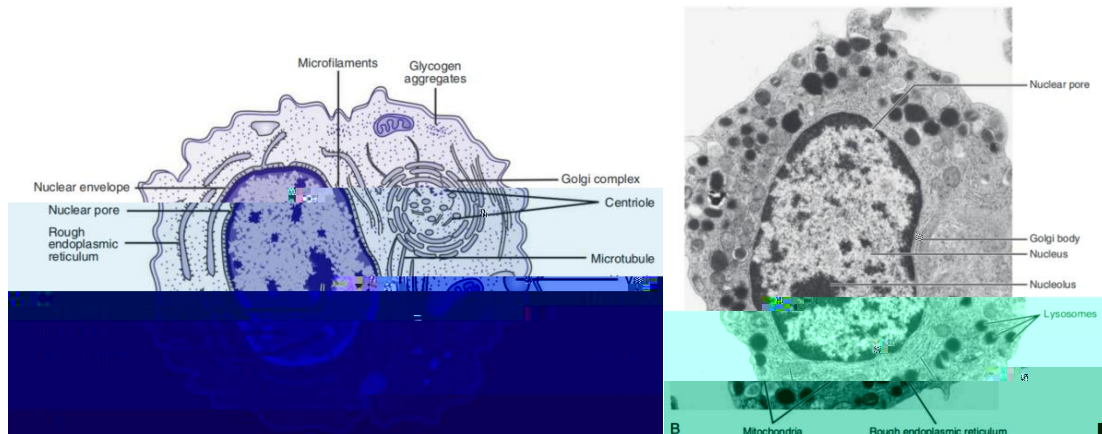 Microfilaments
Glycogen
aggregates
Nuclear envelope
Nuclear pore
Rough
endoplasmic
reticulum
Golgi complex
Centriole
Microtubule
Nuclear pore
Golgi body
Nucleus
Nucleolus
Lysosomes
B
Mitochondria
Rough endoplasmic reticulum